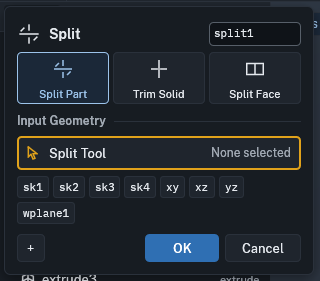 Split split1
Split Part Trim Solid Split Face
Input Geometry
Split Tool None selected
sk1 sk2 sk3 sk4 xy xz yz
wplane1
+ OK Cancel
extrude3 extrude